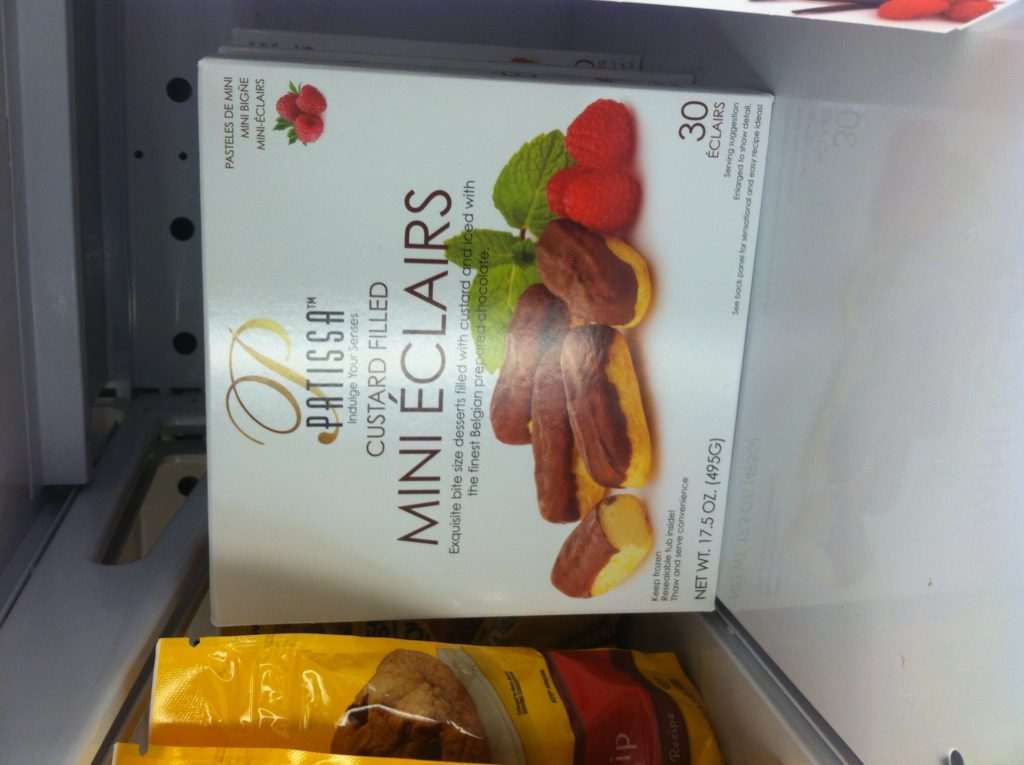 PASTELES DE MINI
MINI BIGÑE
MINI-ÉCLAIRS
P
PATISSA™
Indulge Your Senses
CUSTARD FILLED
MINI ÉCLAIRS
Exquisite bite size desserts filled with custard and iced with
the finest Belgian prepared chocolate.
30
ÉCLAIRS
Serving suggestion
Enlarged to show detail.
See back panel for sensational and easy recipe ideas!
Keep frozen
Resealable tub inside!
Thaw and serve convenience
NET WT. 17.5 OZ. (495G)
Recipe